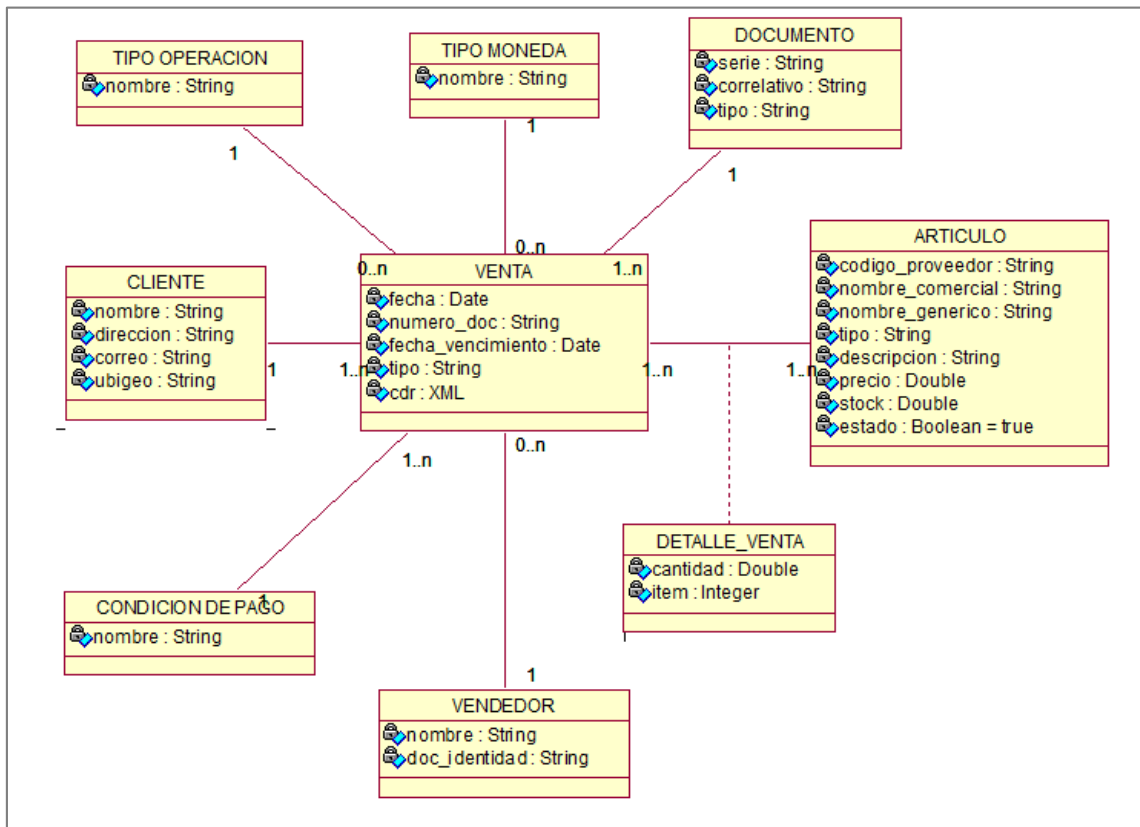 TIPO OPERACION
nombre : String
1
TIPO MONEDA
nombre : String
1
DOCUMENTO
serie : String
correlativo : String
tipo : String
1
CLIENTE
nombre : String
direccion : String
correo : String
ubigeo : String
1
0..n
0..n
1..n
VENTA
fecha : Date
numero_doc : String
fecha_vencimiento : Date
tipo : String
cdr : XML
1..n
1..n
1..n
ARTICULO
codigo_proveedor : String
nombre_comercial : String
nombre_generico : String
tipo : String
descripcion : String
precio : Double
stock : Double
estado : Boolean = true
1..n
0..n
DETALLE_VENTA
cantidad : Double
item : Integer
CONDICION DE PAGO
1
nombre : String
1
VENDEDOR
nombre : String
doc_identidad : String